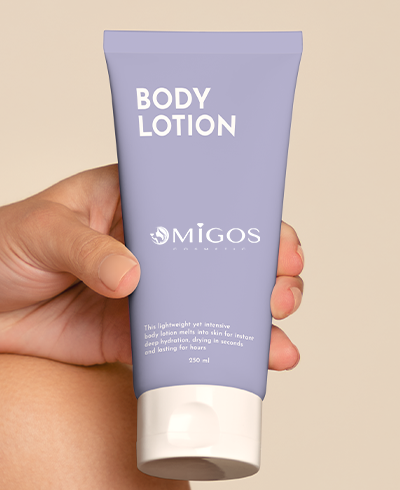 BODY
LOTION
OMIGOS
COSMETIC
This lightweight yet intensive
body lotion melts into skin for instant
deep hydration, drying in seconds
and lasting for hours
250 ml